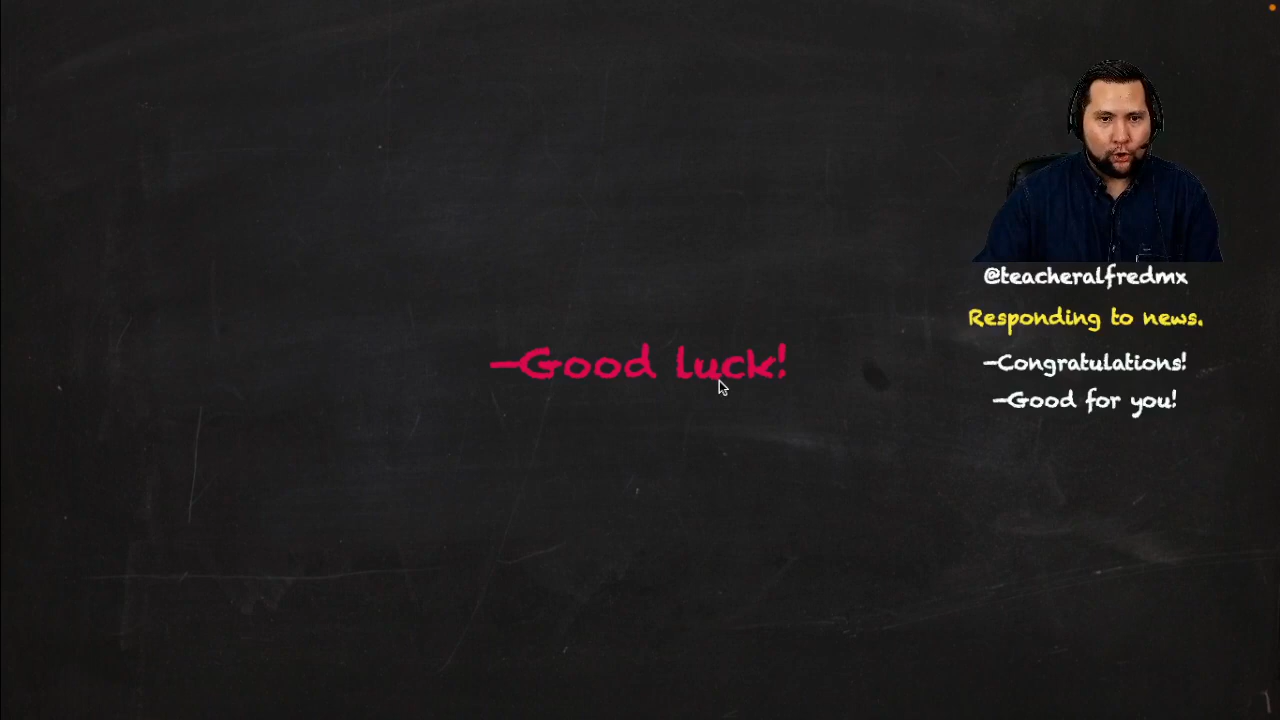 —Good luck!
@teacheralfredmx
Responding to news.
—Congratulations!
—Good for you!